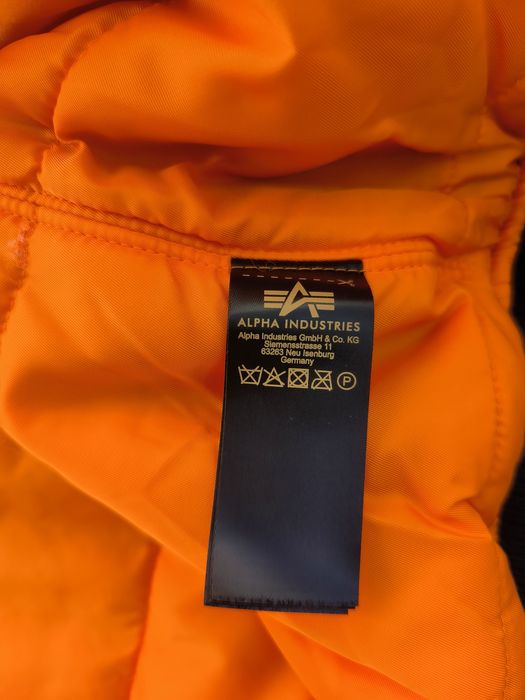 ALPHA INDUSTRIES
Alpha Industries GmbH & Co. KG
Siemensstrasse 11
63263 Neu Isenburg
Germany
P